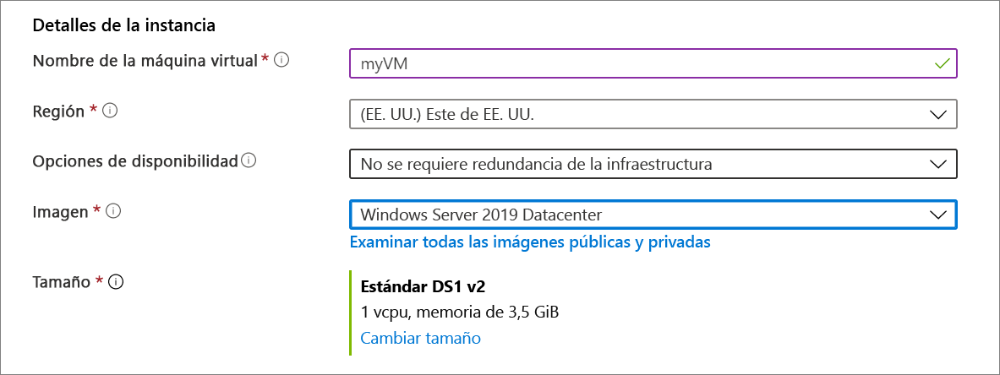 Detalles de la instancia
Nombre de la máquina virtual * myVM
Región * (EE. UU.) Este de EE. UU.
Opciones de disponibilidad No se requiere redundancia de la infraestructura
Imagen * Windows Server 2019 Datacenter
Examinar todas las imágenes públicas y privadas
Tamaño * Estándar DS1 v2
1 vcpu, memoria de 3,5 GiB
Cambiar tamaño